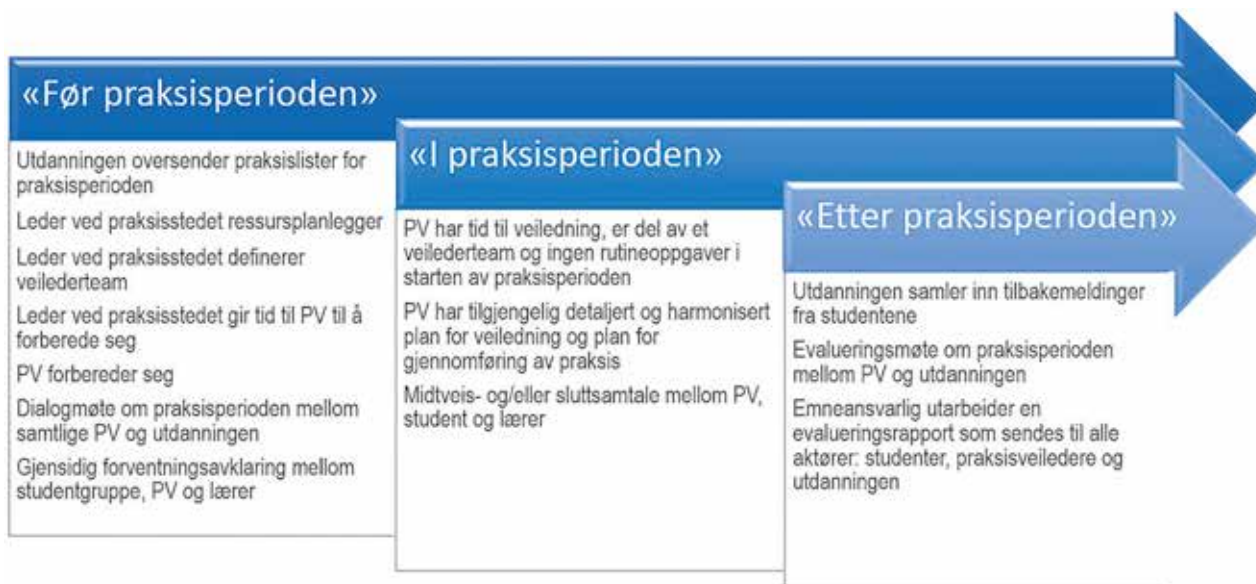 «Før praksisperioden»
Utdanningen oversender praksislister for
praksisperioden
Leder ved praksisstedet ressursplanlegger
Leder ved praksisstedet definerer
veilederteam
Leder ved praksisstedet gir tid til PV til å
forberede seg
PV forbereder seg
Dialogmøte om praksisperioden mellom
samtlige PV og utdanningen
Gjensidig forventningsavklaring mellom
studentgruppe, PV og lærer
«I praksisperioden»
PV har tid til veiledning, er del av et
veilederteam og ingen rutineoppgaver i
starten av praksisperioden
PV har tilgjengelig detaljert og harmonisert
plan for veiledning og plan for
gjennomføring av praksis
Midtveis- og/eller sluttsamtale mellom PV,
student og lærer
«Etter praksisperioden»
Utdanningen samler inn tilbakemeldinger
fra studentene
Evalueringsmøte om praksisperioden
mellom PV og utdanningen
Emneansvarlig utarbeider en
evalueringsrapport som sendes til alle
aktører: studenter, praksisveiledere og
utdanningen